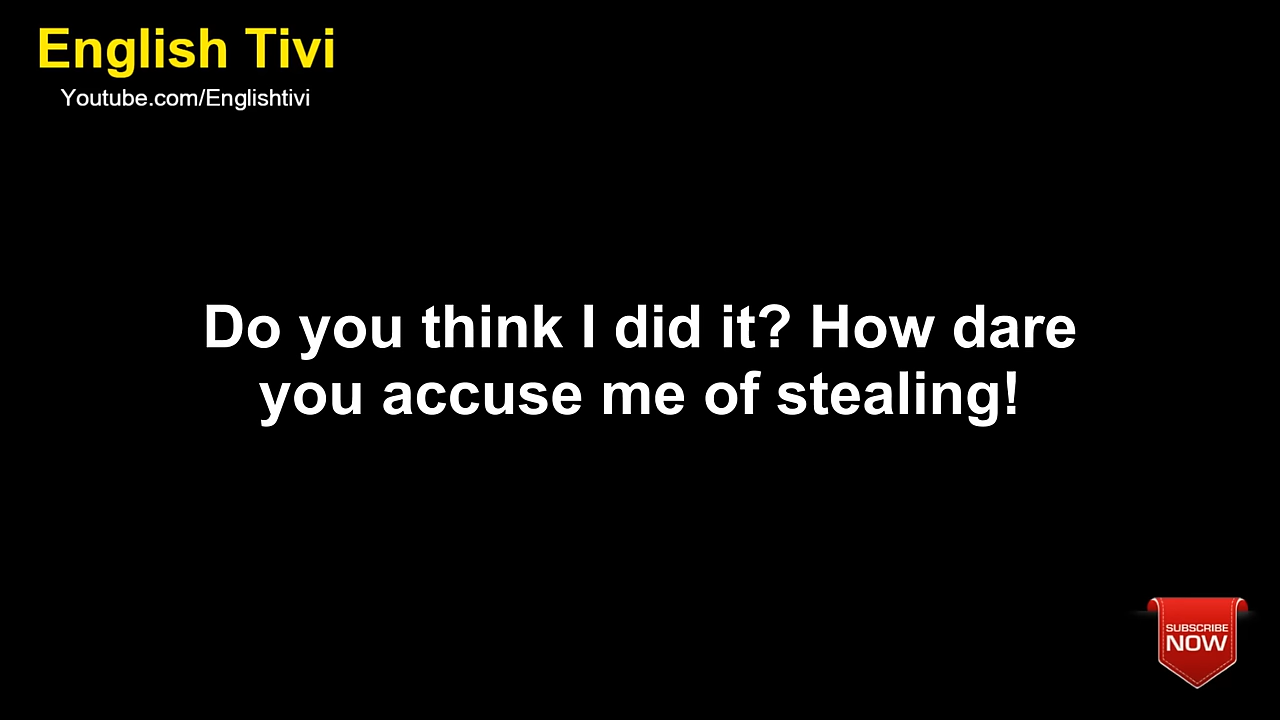 English Tivi
Youtube.com/Englishtivi
Do you think I did it? How dare
you accuse me of stealing!
SUBSCRIBE
NOW